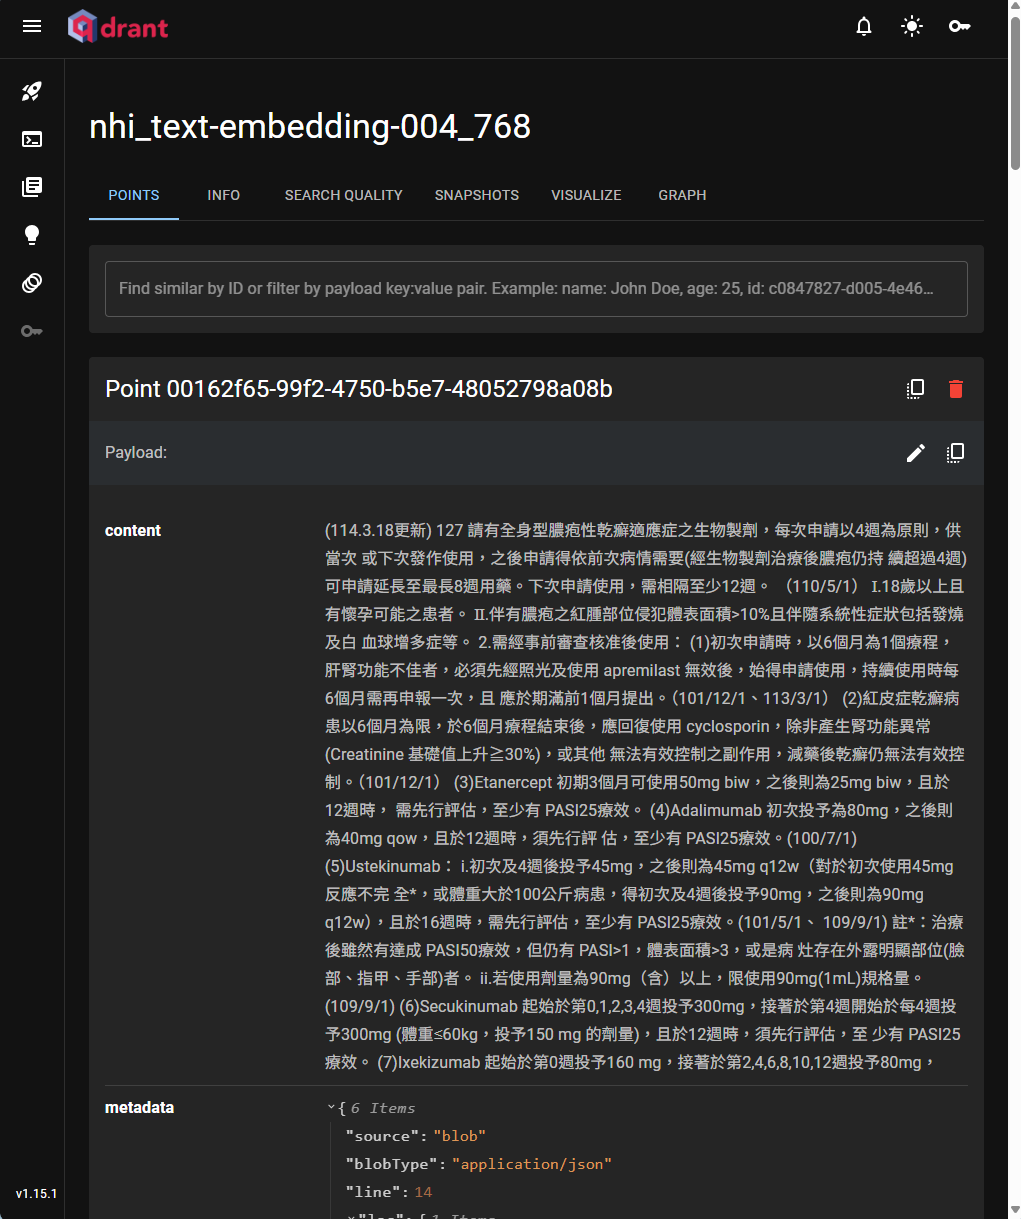 qdrant
nhi_text-embedding-004_768
POINTS
INFO
SEARCH QUALITY
SNAPSHOTS
VISUALIZE
GRAPH
Find similar by ID or filter by payload key:value pair. Example: name: John Doe, age: 25, id: c0847827-d005-4e46…
Point 00162f65-99f2-4750-b5e7-48052798a08b
Payload:
content
(114.3.18更新) 127 請有全身型膿疱性乾癬適應症之生物製劑，每次申請以4週為原則，供
當次 或下次發作使用，之後申請得依前次病情需要(經生物製劑治療後膿疱仍持 續超過4週)
可申請延長至最長8週用藥。下次申請使用，需相隔至少12週。 （110/5/1） Ⅰ.18歲以上且
有懷孕可能之患者。 Ⅱ.伴有膿疱之紅腫部位侵犯體表面積>10%且伴隨系統性症狀包括發燒
及白 血球增多症等。 2.需經事前審查核准後使用： (1)初次申請時，以6個月為1個療程，
肝腎功能不佳者，必須先經照光及使用 apremilast 無效後，始得申請使用，持續使用時每
6個月需再申報一次，且 應於期滿前1個月提出。（101/12/1、113/3/1） (2)紅皮症乾癬病
患以6個月為限，於6個月療程結束後，應回復使用 cyclosporin，除非產生腎功能異常
(Creatinine 基礎值上升≧30%)，或其他 無法有效控制之副作用，減藥後乾癬仍無法有效控
制。（101/12/1） (3)Etanercept 初期3個月可使用50mg biw，之後則為25mg biw，且於
12週時， 需先行評估，至少有 PASI25療效。 (4)Adalimumab 初次投予為80mg，之後則
為40mg qow，且於12週時，須先行評 估，至少有 PASI25療效。(100/7/1)
(5)Ustekinumab： i.初次及4週後投予45mg，之後則為45mg q12w（對於初次使用45mg
反應不完 全*，或體重大於100公斤病患，得初次及4週後投予90mg，之後則為90mg
q12w），且於16週時，需先行評估，至少有 PASI25療效。(101/5/1、 109/9/1) 註*：治療
後雖然有達成 PASI50療效，但仍有 PASI>1，體表面積>3，或是病 灶存在外露明顯部位(臉
部、指甲、手部)者。 ii.若使用劑量為90mg（含）以上，限使用90mg(1mL)規格量。
(109/9/1) (6)Secukinumab 起始於第0,1,2,3,4週投予300mg，接著於第4週開始於每4週投
予300mg (體重≤60kg，投予150 mg 的劑量)，且於12週時，須先行評估，至 少有 PASI25
療效。 (7)Ixekizumab 起始於第0週投予160 mg，接著於第2,4,6,8,10,12週投予80mg，
metadata
{ 6 Items
"source": "blob"
"blobType": "application/json"
"line": 14
"loc": { 1 Items
v1.15.1